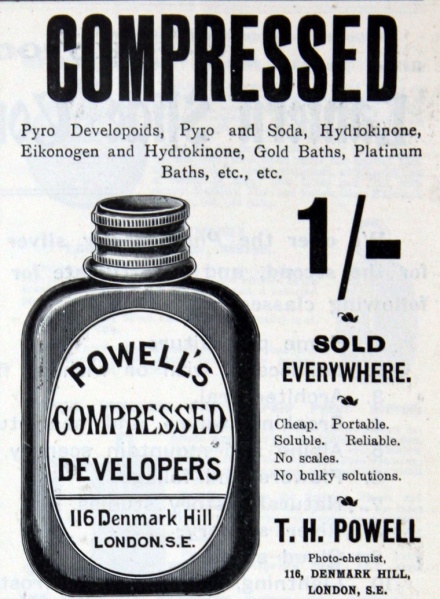 COMPRESSED
Pyro Developoids, Pyro and Soda, Hydrokinone,
Eikonogen and Hydrokinone, Gold Baths, Platinum
Baths, etc., etc.
1/-
SOLD
EVERYWHERE.
Cheap. Portable.
Soluble. Reliable.
No scales.
No bulky solutions.
T. H. POWELL
Photo-chemist,
116, DENMARK HILL,
LONDON, S.E.
POWELL'S
COMPRESSED
DEVELOPERS
116 Denmark Hill
LONDON.S.E.